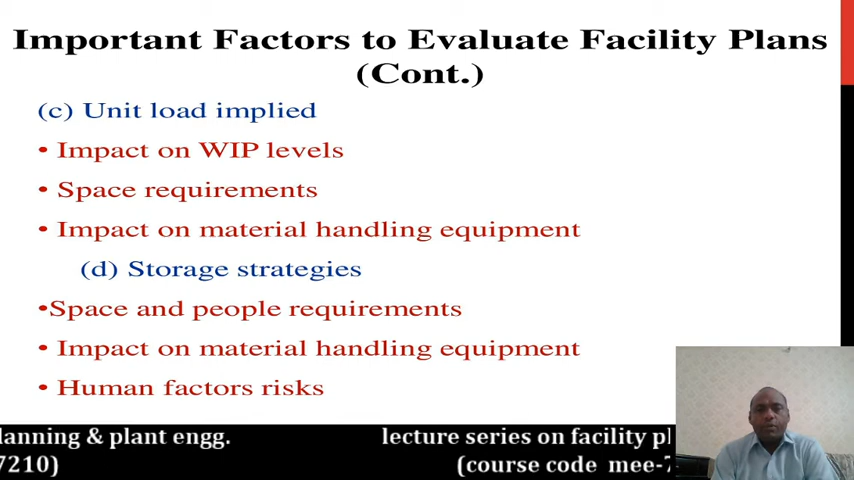 Important Factors to Evaluate Facility Plans
(Cont.)
(c) Unit load implied
• Impact on WIP levels
• Space requirements
• Impact on material handling equipment
(d) Storage strategies
•Space and people requirements
• Impact on material handling equipment
• Human factors risks
lanning & plant engg. lecture series on facility pl
7210) (course code mee-7